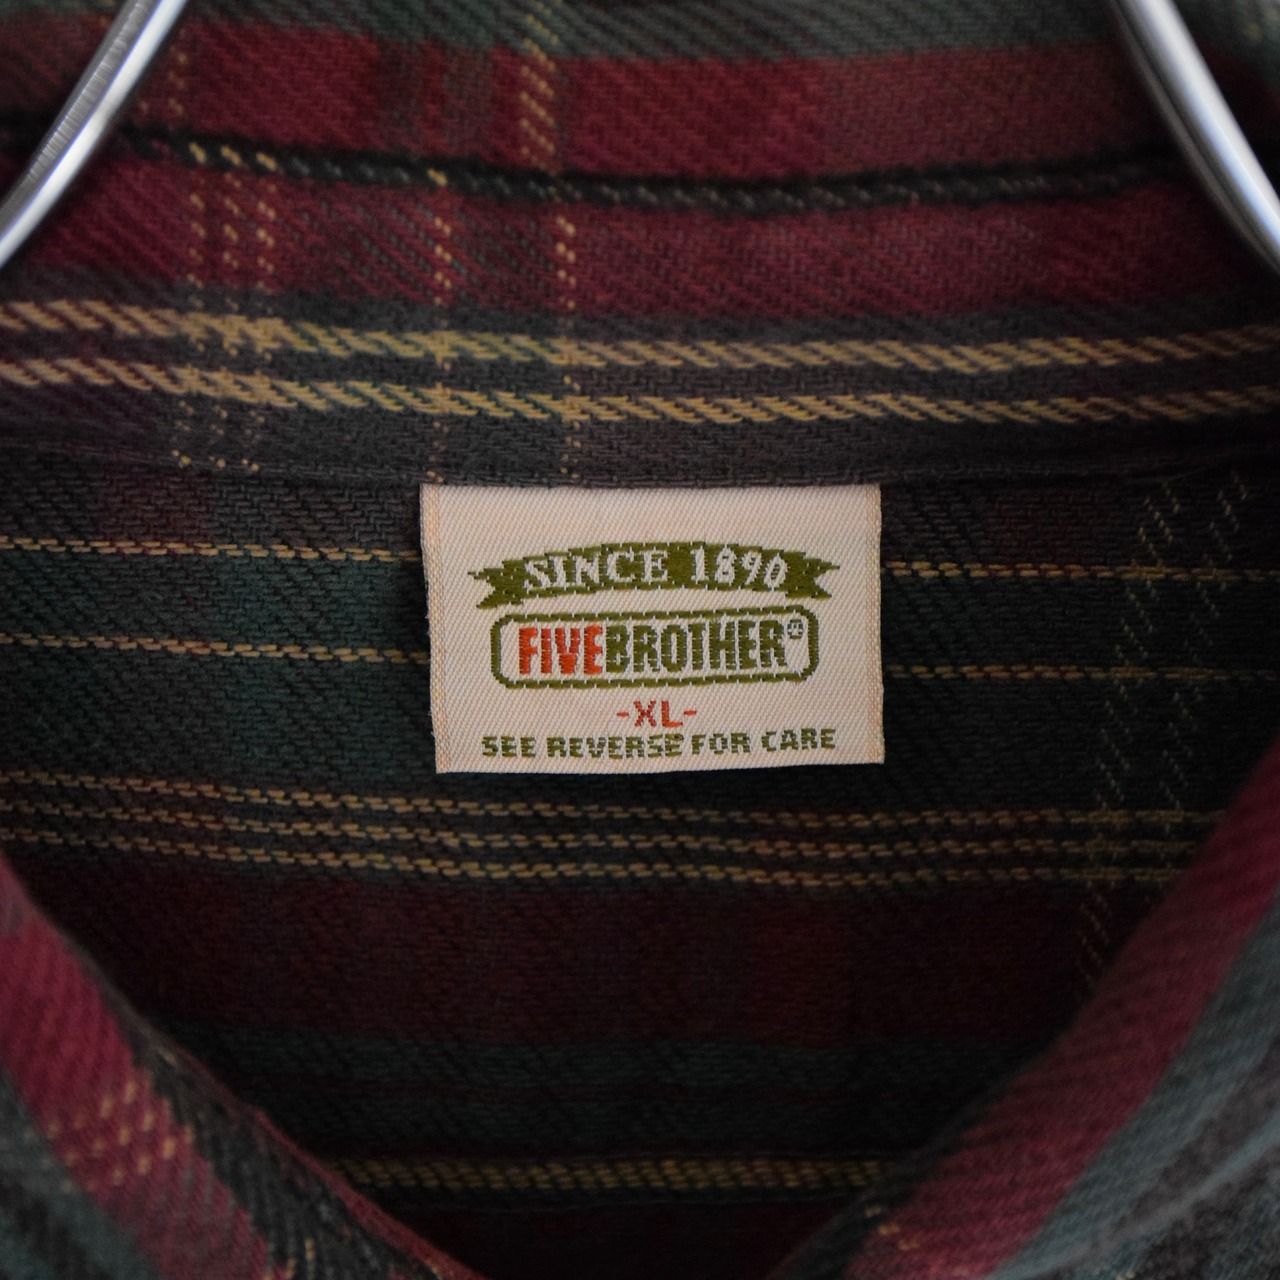 SINCE 1890
FIVEBROTHER®
-XL-
SEE REVERSE FOR CARE